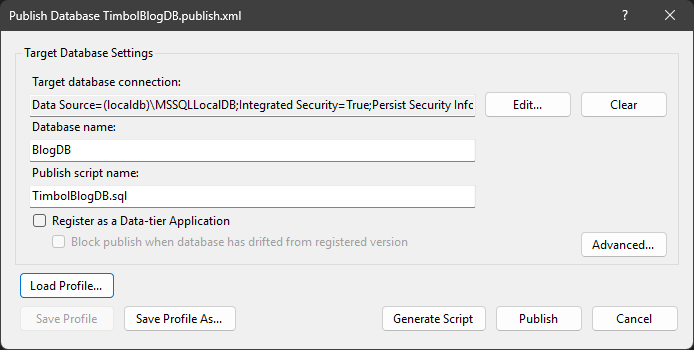 Publish Database TimbolBlogDB.publish.xml
Target Database Settings
Target database connection:
Data Source=(localdb)\MSSQLLocalDB;Integrated Security=True;Persist Security Info
Edit...
Clear
Database name:
BlogDB
Publish script name:
TimbolBlogDB.sql
Register as a Data-tier Application
Block publish when database has drifted from registered version
Advanced...
Load Profile...
Save Profile
Save Profile As...
Generate Script
Publish
Cancel